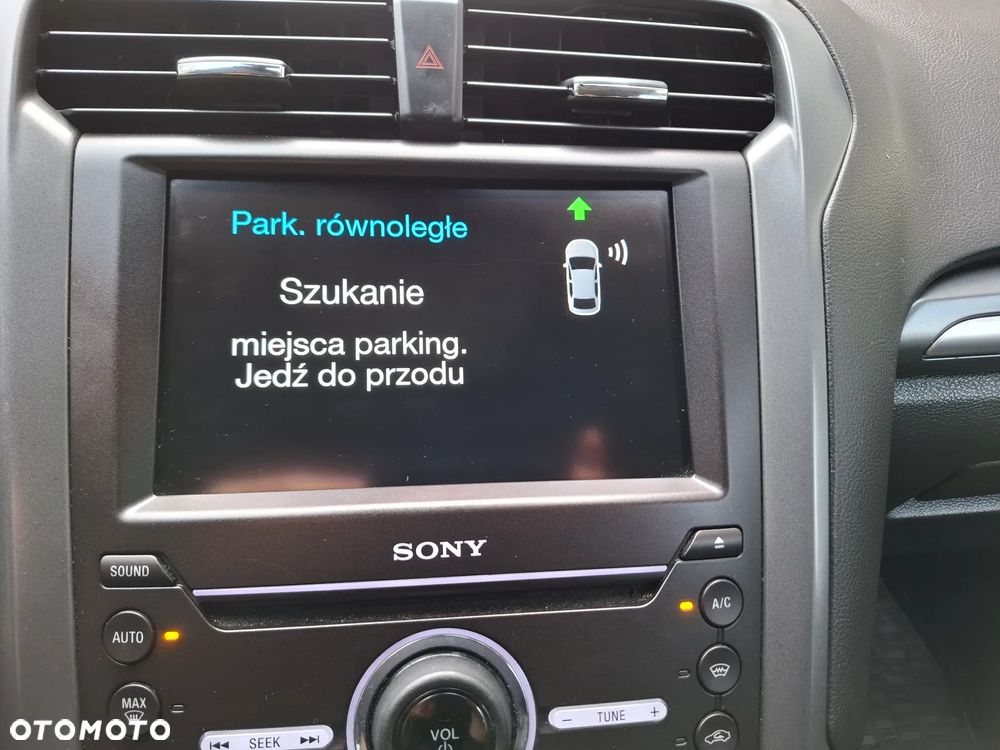 Park. równoległe
Szukanie
miejsca parking.
Jedź do przodu
SONY
SOUND
AUTO
A/C
MAX
VOL
SEEK
− TUNE +
OTOMOTO